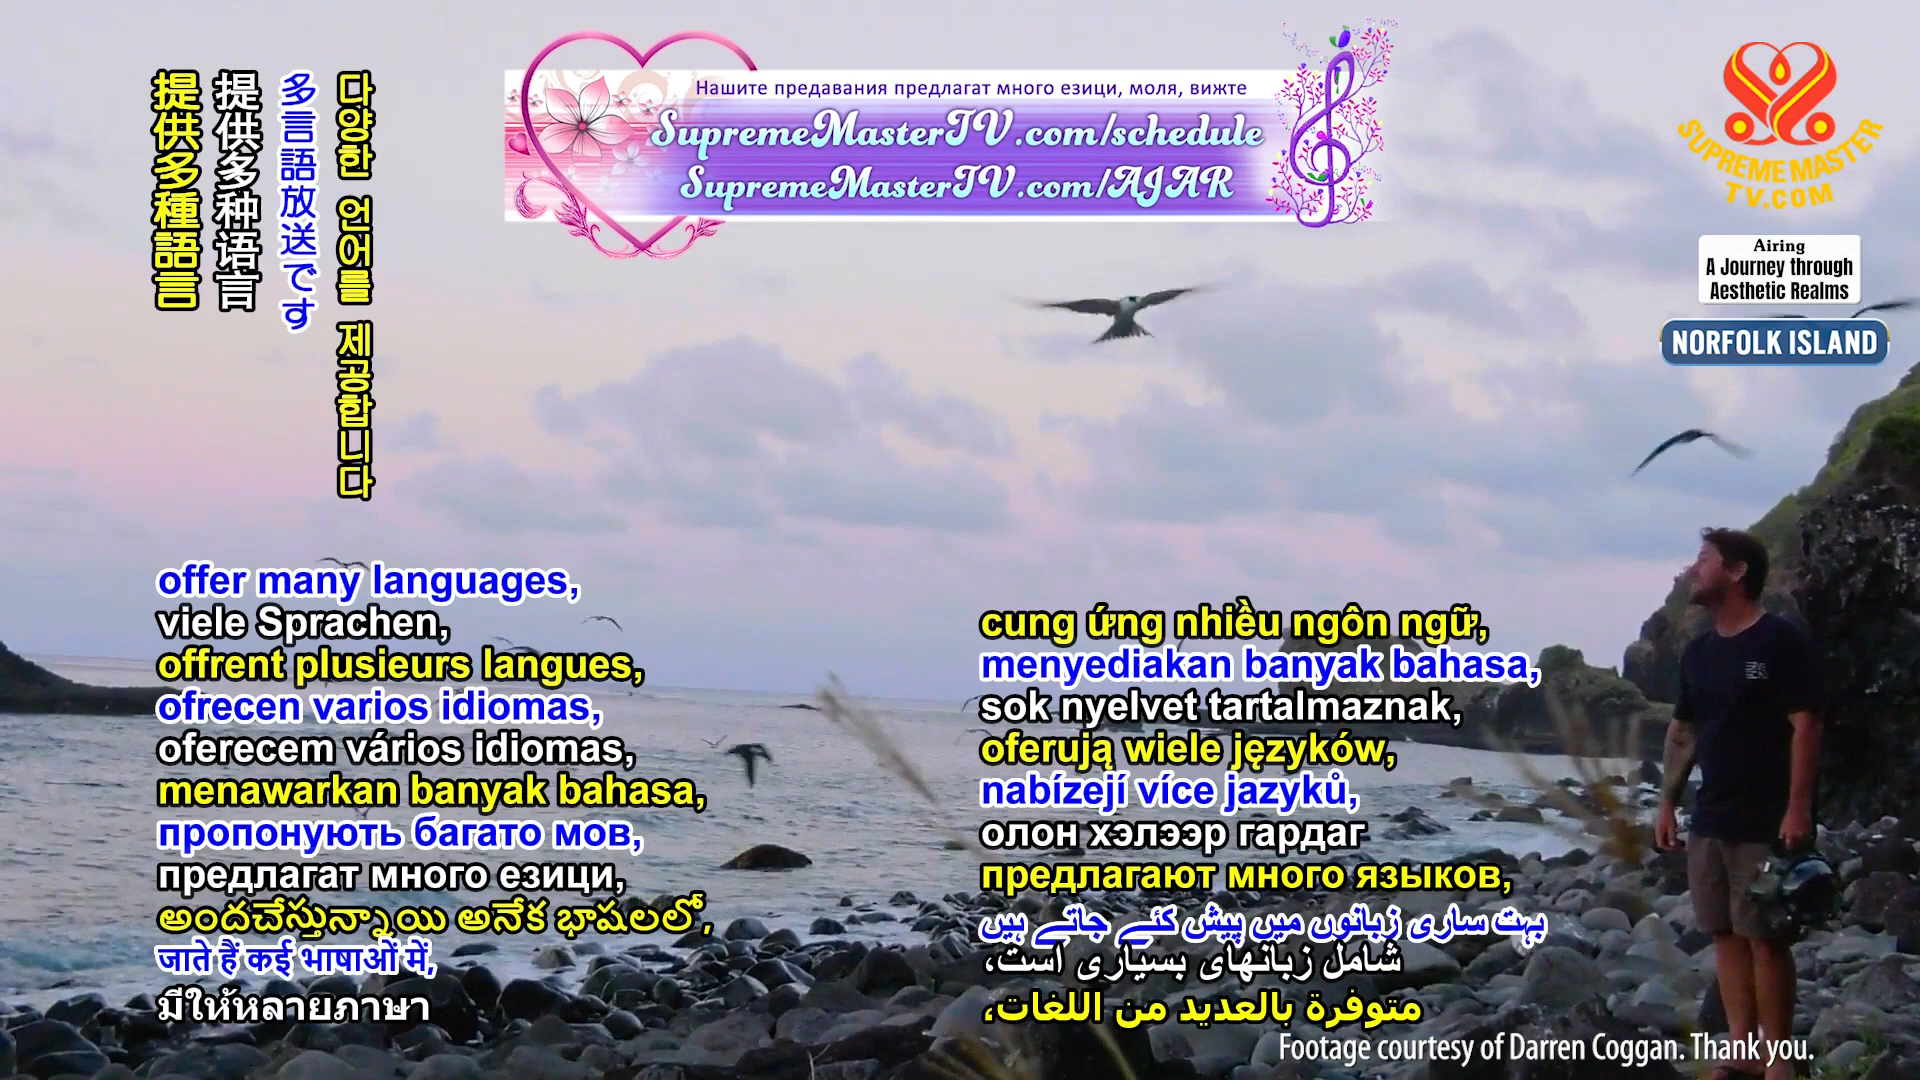 提供多種語言
提供多种语言
多言語放送です
다양한 언어를 제공합니다
Нашите предавания предлагат много езици, моля, вижте
SupremeMasterTV.com/schedule
SupremeMasterTV.com/AJAR
SUPREME MASTER
TV.COM
Airing
A Journey through
Aesthetic Realms
NORFOLK ISLAND
offer many languages,
viele Sprachen,
offrent plusieurs langues,
ofrecen varios idiomas,
oferecem vários idiomas,
menawarkan banyak bahasa,
пропонують багато мов,
предлагат много езици,
అందచేస్తున్నాయి అనేక భాషలలో,
जाते हैं कई भाषाओं में,
มีให้หลายภาษา
cung ứng nhiều ngôn ngữ,
menyediakan banyak bahasa,
sok nyelvet tartalmaznak,
oferują wiele języków,
nabízejí více jazyků,
олон хэлээр гардаг
предлагают много языков,
بہت ساری زبانوں میں پیش کئے جاتے ہیں
شامل زبانهای بسیاری است،
متوفرة بالعديد من اللغات،
Footage courtesy of Darren Coggan. Thank you.